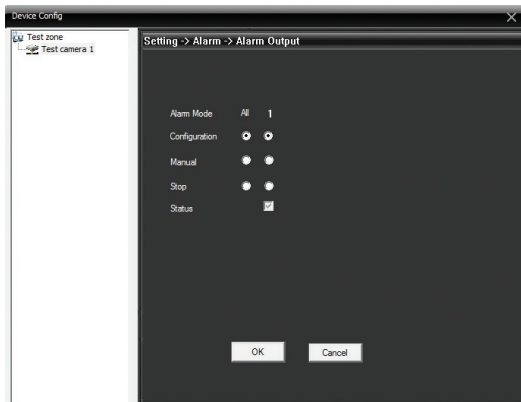 Device Config
Test zone
Test camera 1
Setting -> Alarm -> Alarm Output
Alarm Mode All 1
Configuration
Manual
Stop
Status
OK Cancel